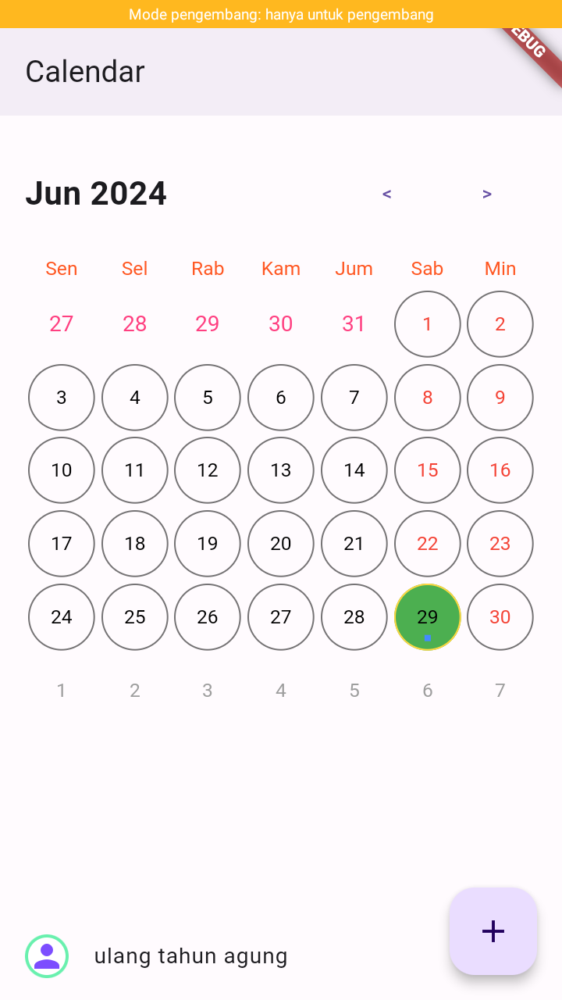 Mode pengembang: hanya untuk pengembang
EBUG
Calendar
Jun 2024 < >
Sen Sel Rab Kam Jum Sab Min
27 28 29 30 31 1 2
3 4 5 6 7 8 9
10 11 12 13 14 15 16
17 18 19 20 21 22 23
24 25 26 27 28 29 30
1 2 3 4 5 6 7
+
ulang tahun agung